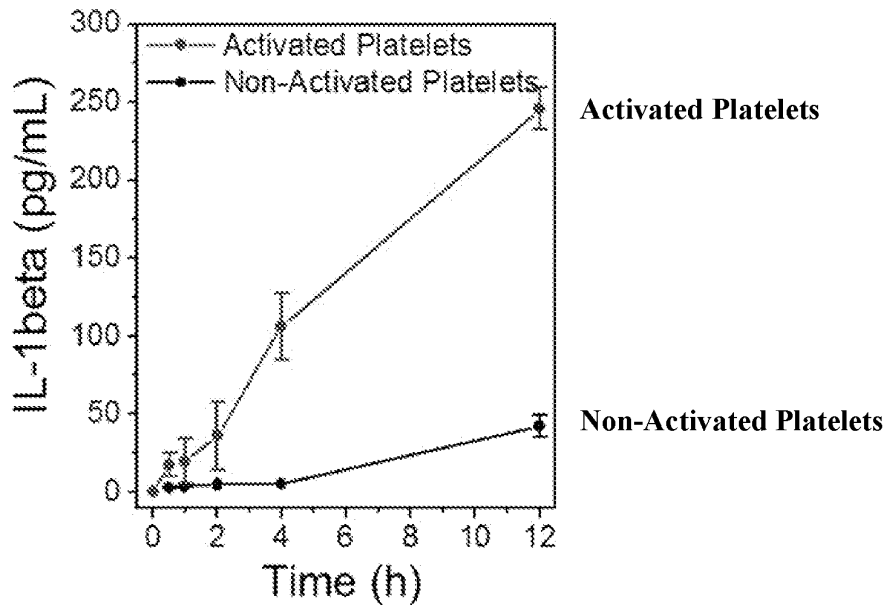 300
250
200
150
100
50
0
IL-1beta (pg/mL)
Activated Platelets
Non-Activated Platelets
Activated Platelets
Non-Activated Platelets
0 2 4 6 8 10 12
Time (h)